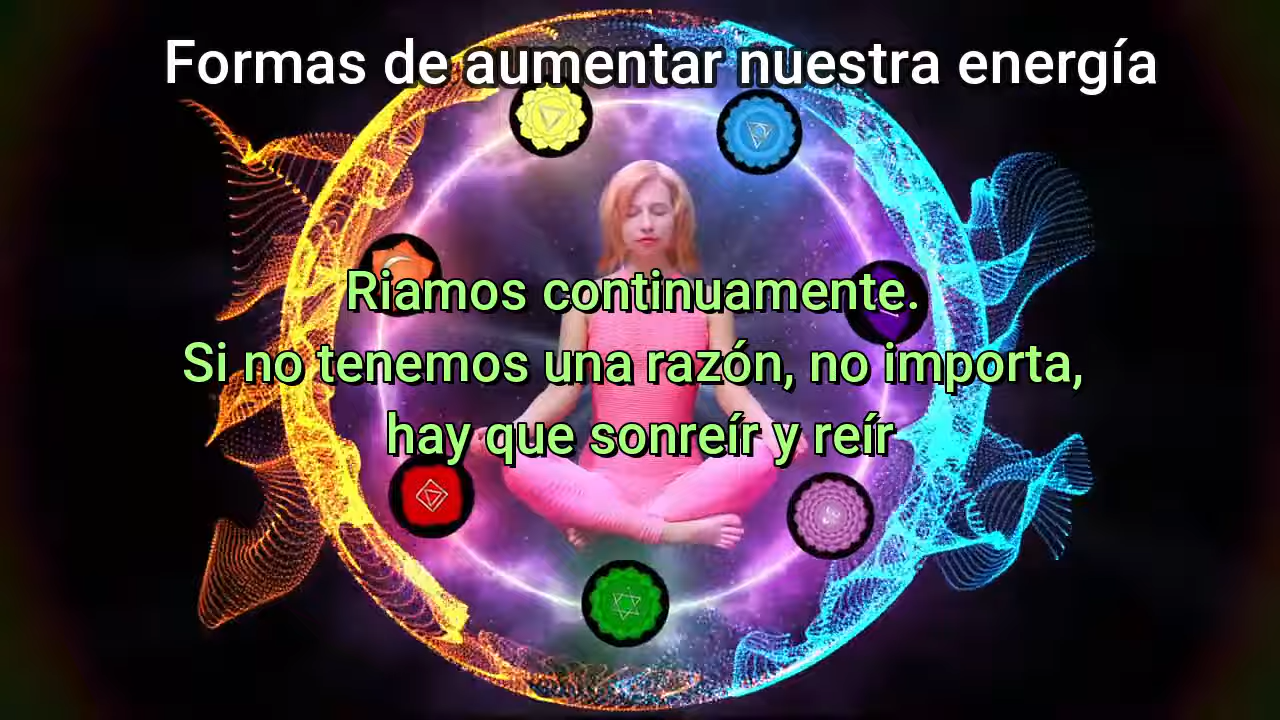 Formas de aumentar nuestra energía
Riamos continuamente.
Si no tenemos una razón, no importa,
hay que sonreír y reír